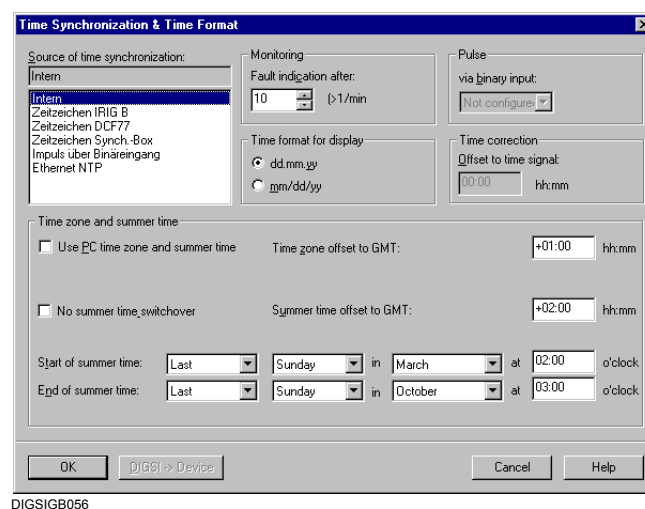 Time Synchronization & Time Format
Source of time synchronization:
Intern
Intern
Zeitzeichen IRIG B
Zeitzeichen DCF77
Zeitzeichen Synch.-Box
Impuls über Binäreingang
Ethernet NTP
Monitoring
Fault indication after:
10 (>1/min
Time format for display
dd.mm.yy
mm/dd/yy
Pulse
via binary input:
Not configured
Time correction
Offset to time signal:
00:00 hh:mm
Time zone and summer time
Use PC time zone and summer time Time zone offset to GMT: +01:00 hh:mm
No summer time switchover Summer time offset to GMT: +02:00 hh:mm
Start of summer time: Last Sunday in March at 02:00 o'clock
End of summer time: Last Sunday in October at 03:00 o'clock
OK DIGSI -> Device Cancel Help
DIGSIGB056